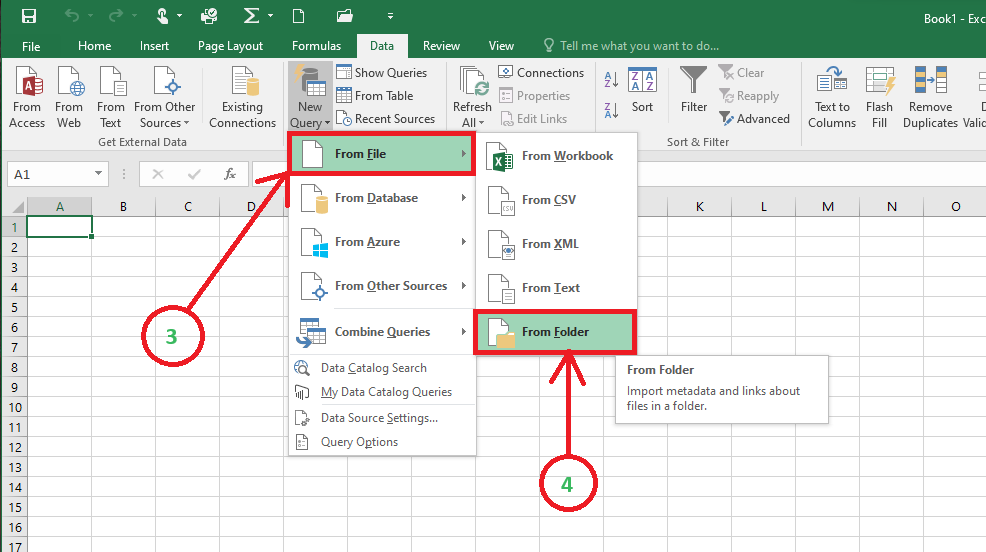 Book1 - Exc
File Home Insert Page Layout Formulas Data Review View Tell me what you want to do...
From Access
From Web
From Text
From Other Sources
Existing Connections
Get External Data
New Query
Show Queries
From Table
Recent Sources
Refresh All
Connections
Properties
Edit Links
Sort
Filter
Clear
Reapply
Advanced
Sort & Filter
Text to Columns
Flash Fill
Remove Duplicates
D
Valida
A1
fx
A B C D K L M N O
1
2
3
4
5
6
7
8
9
10
11
12
13
14
15
16
17
From File
From Database
From Azure
From Other Sources
Combine Queries
Data Catalog Search
My Data Catalog Queries
Data Source Settings...
Query Options
From Workbook
From CSV
From XML
From Text
From Folder
From Folder
Import metadata and links about
files in a folder.
3
4